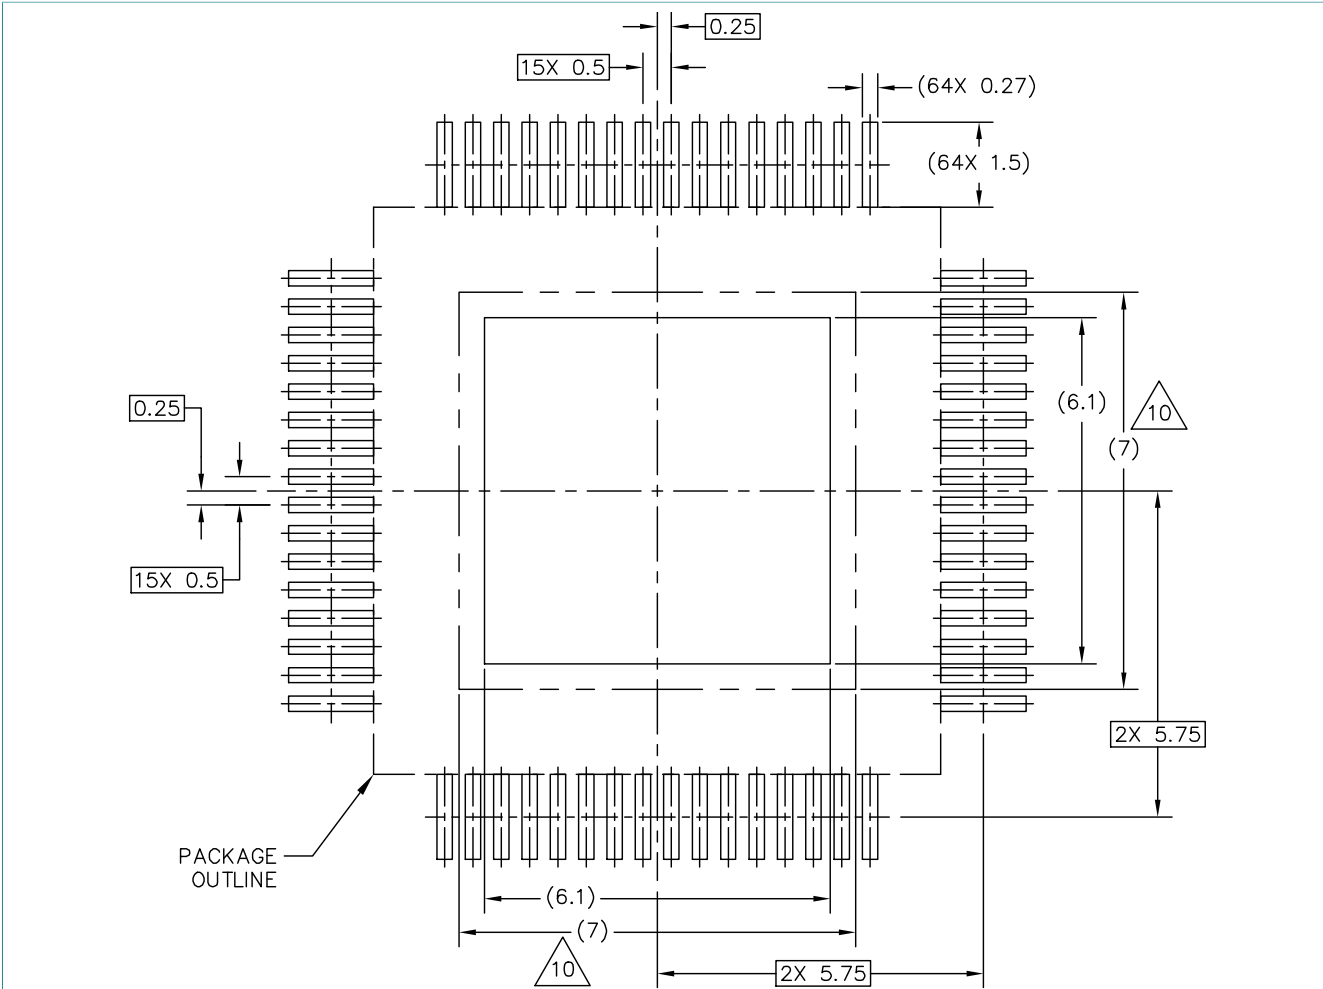 0.25
15X 0.5
(64X 0.27)
(64X 1.5)
0.25
(6.1)
10
(7)
15X 0.5
2X 5.75
PACKAGE
OUTLINE
(6.1)
(7)
10
2X 5.75